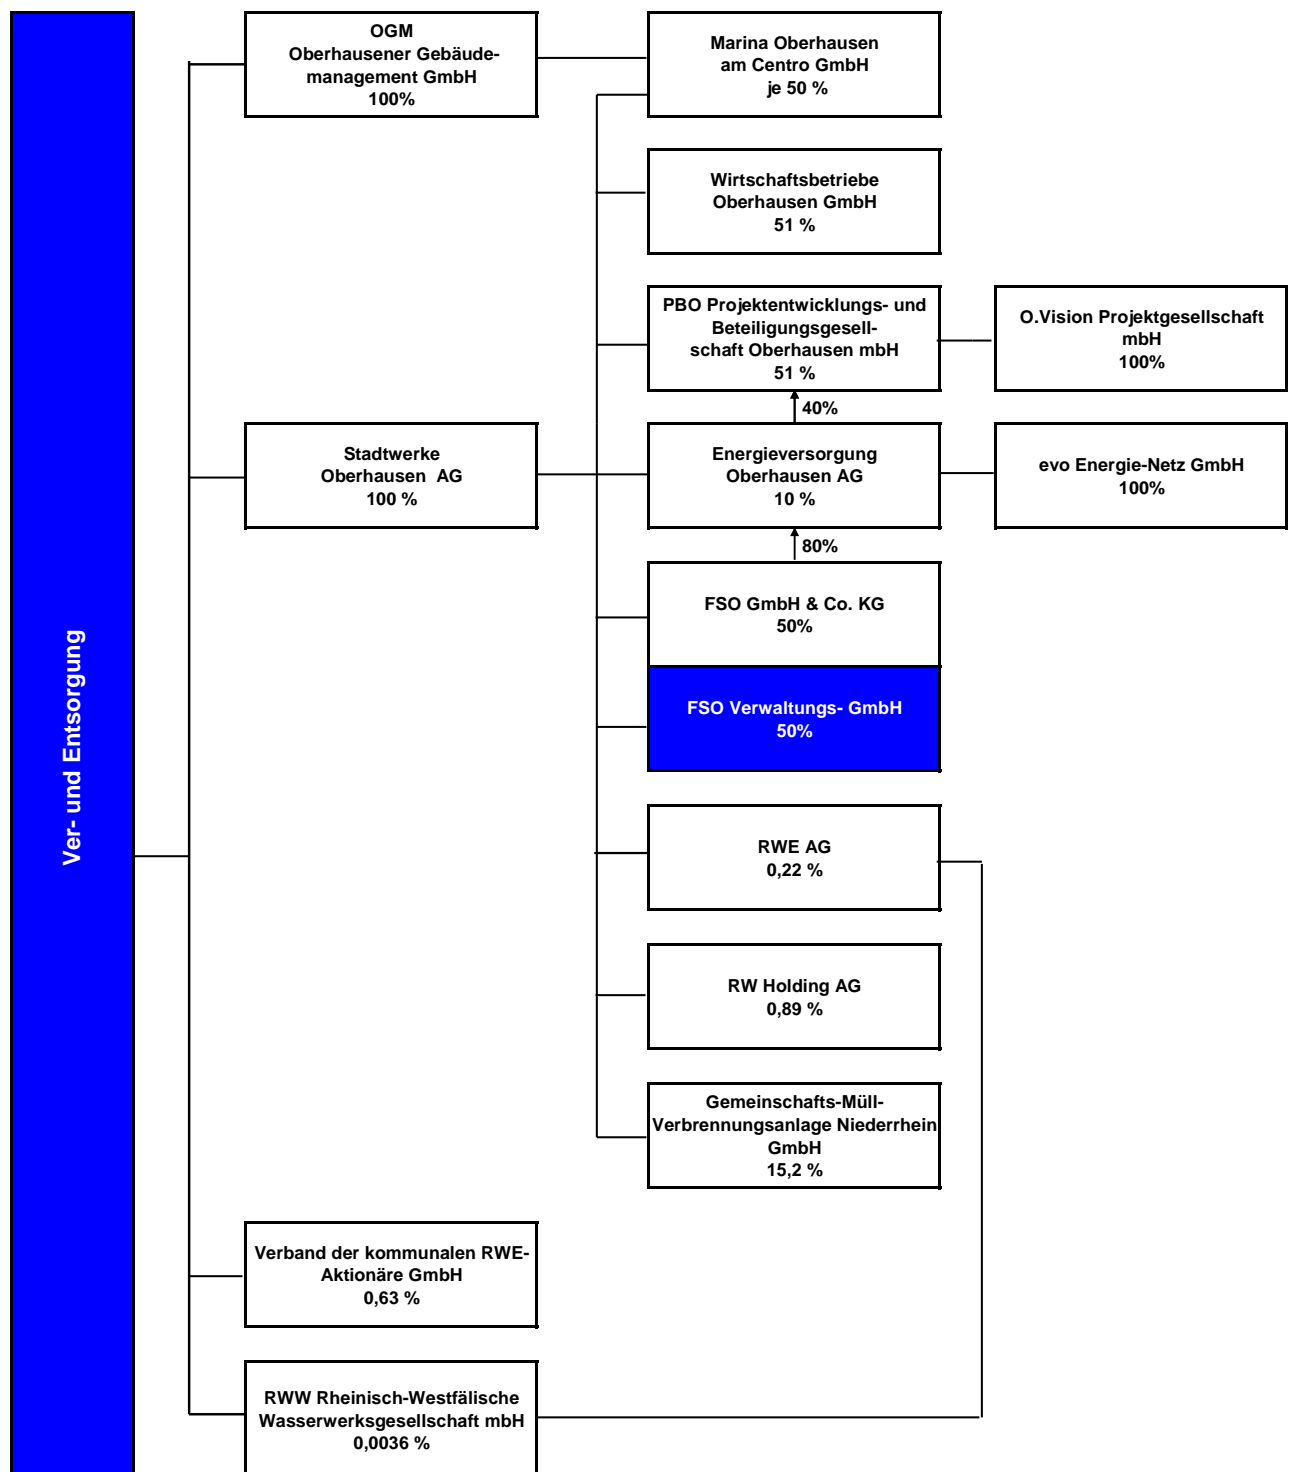 Ver- und Entsorgung
OGM
Oberhausener Gebäude-
management GmbH
100%
Marina Oberhausen
am Centro GmbH
je 50 %
Wirtschaftsbetriebe
Oberhausen GmbH
51 %
PBO Projektentwicklungs- und
Beteiligungsgesell-
schaft Oberhausen mbH
51 %
O.Vision Projektgesellschaft
mbH
100%
40%
Stadtwerke
Oberhausen AG
100 %
Energieversorgung
Oberhausen AG
10 %
evo Energie-Netz GmbH
100%
80%
FSO GmbH & Co. KG
50%
FSO Verwaltungs- GmbH
50%
RWE AG
0,22 %
RW Holding AG
0,89 %
Gemeinschafts-Müll-
Verbrennungsanlage Niederrhein
GmbH
15,2 %
Verband der kommunalen RWE-
Aktionäre GmbH
0,63 %
RWW Rheinisch-Westfälische
Wasserwerksgesellschaft mbH
0,0036 %